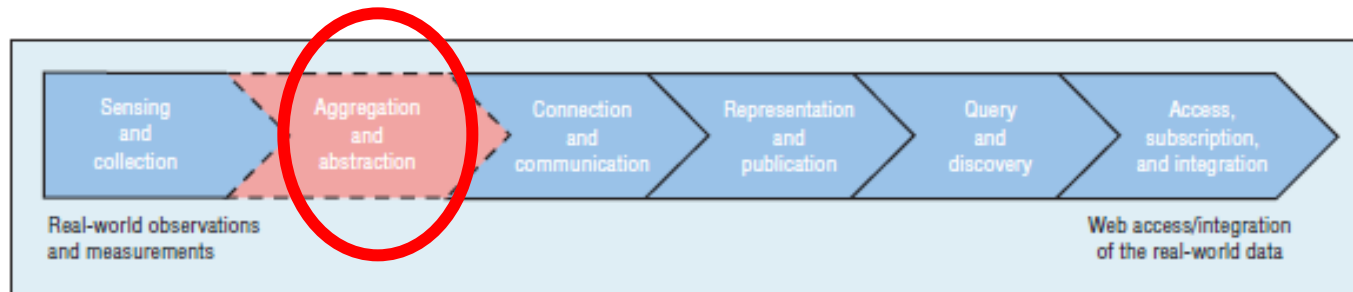 Sensing
and
collection
Aggregation
and
abstraction
Connection
and
communication
Representation
and
publication
Query
and
discovery
Access,
subscription,
and integration
Real-world observations
and measurements
Web access/integration
of the real-world data